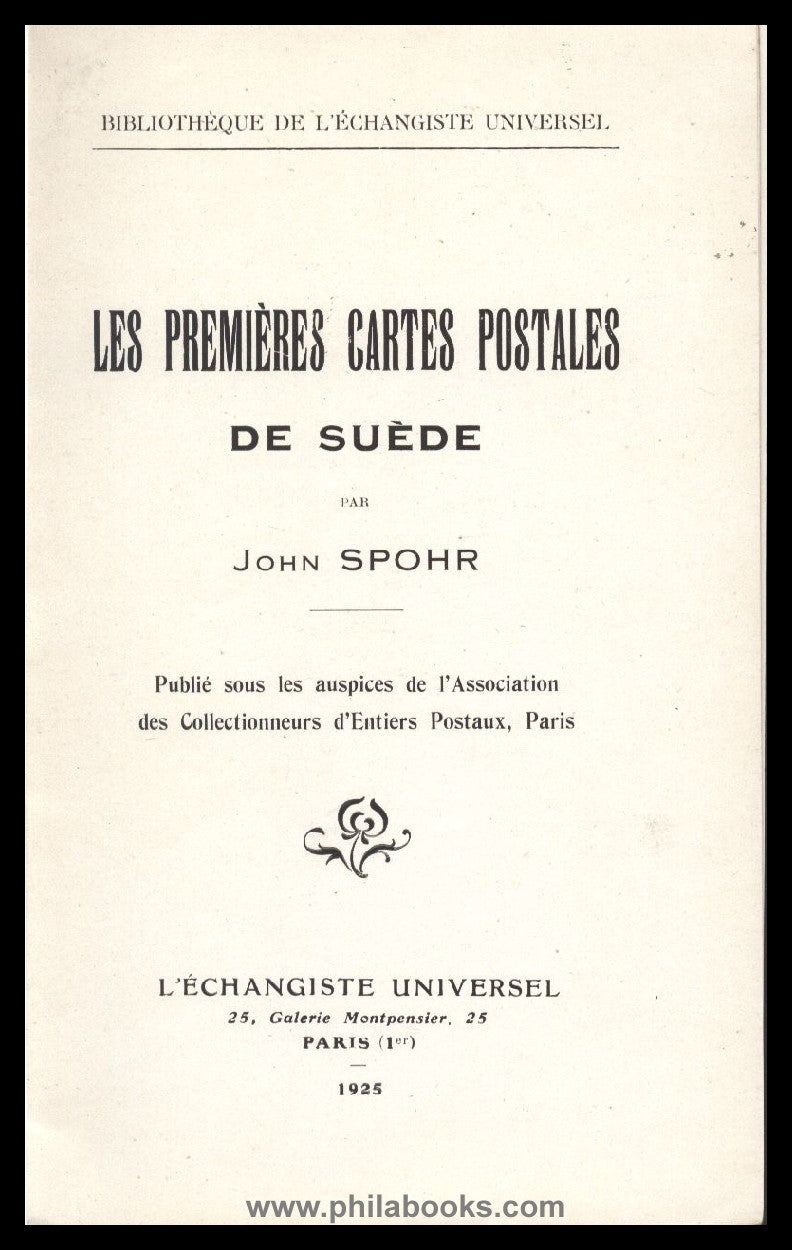 BIBLIOTHÈQUE DE L'ÉCHANGISTE UNIVERSEL
LES PREMIÈRES CARTES POSTALES
DE SUÈDE
PAR
JOHN SPOHR
Publié sous les auspices de l'Association
des Collectionneurs d'Entiers Postaux, Paris
L'ÉCHANGISTE UNIVERSEL
25, Galerie Montpensier, 25
PARIS (1er)
1925
www.philabooks.com